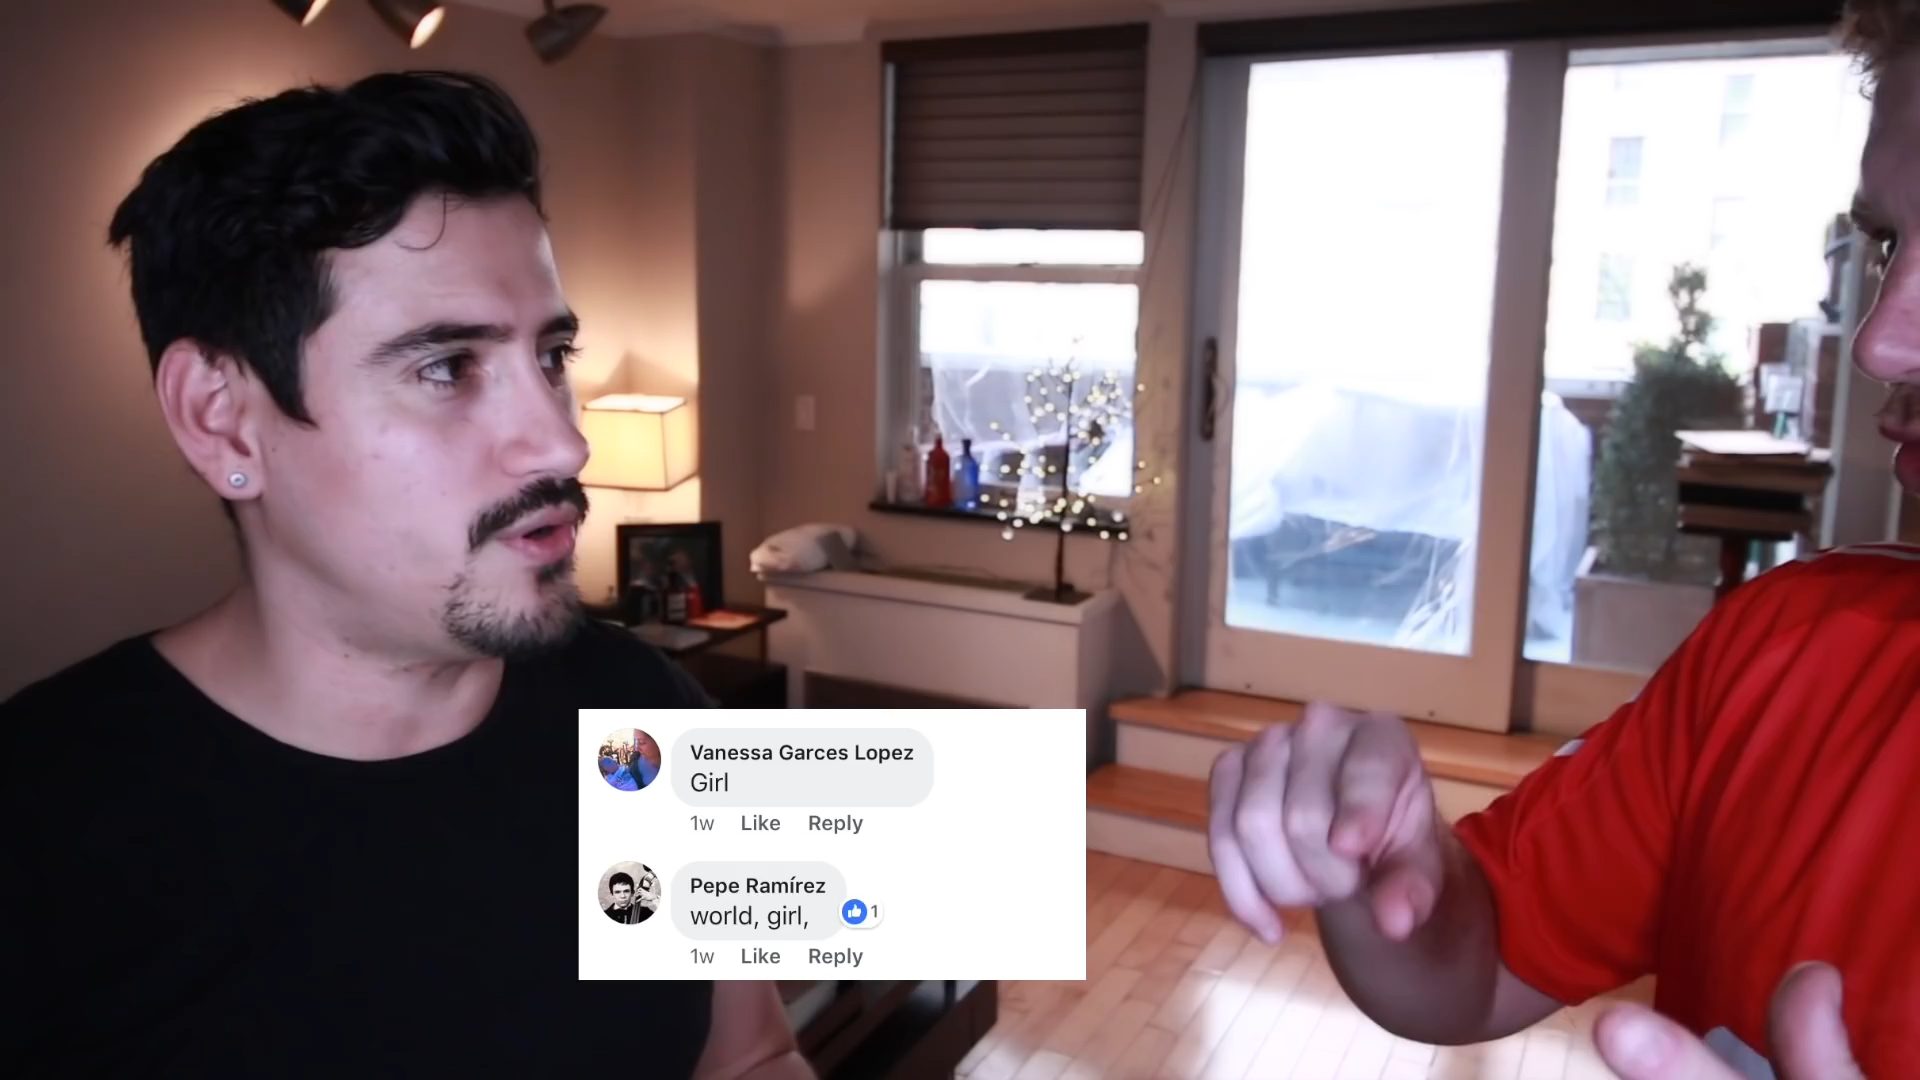 Vanessa Garces Lopez
Girl
1w Like Reply
Pepe Ramírez
world, girl,
1
1w Like Reply